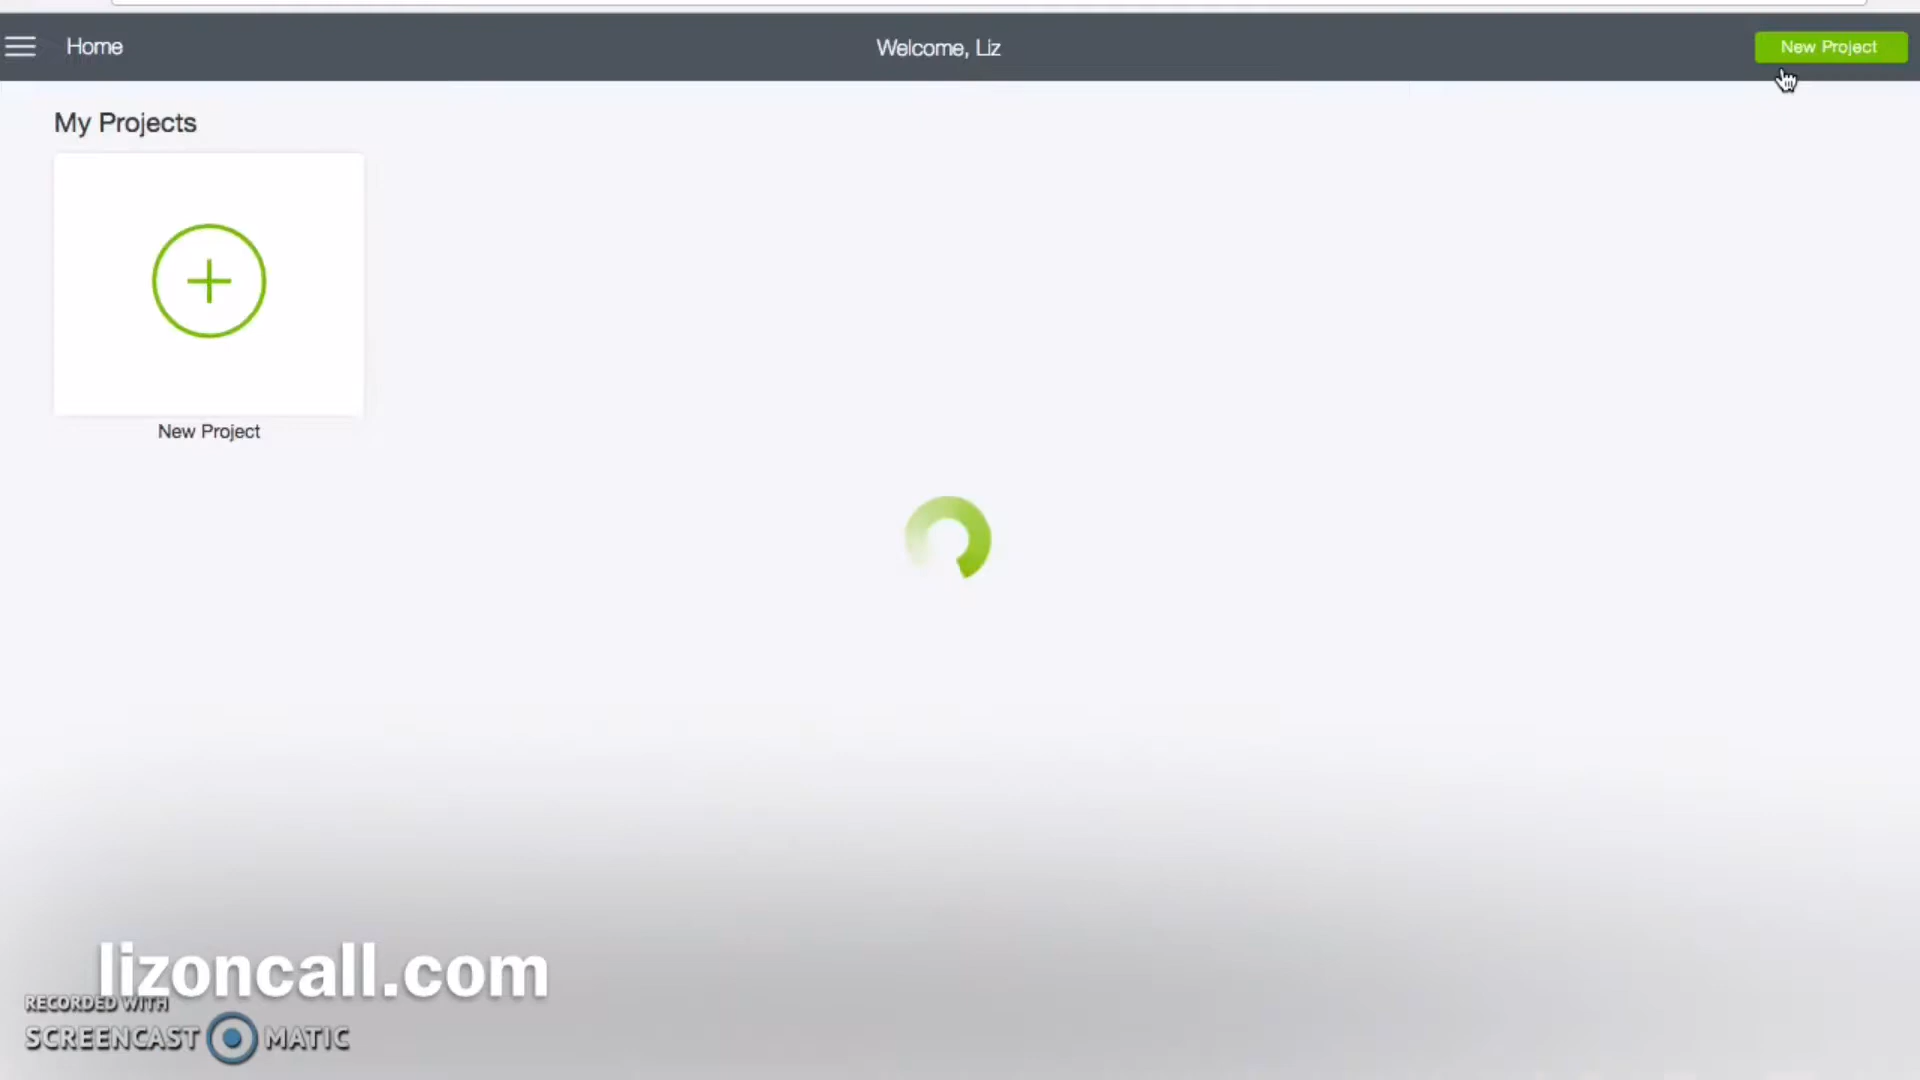 Home
Welcome, Liz
New Project
My Projects
New Project
lizoncall.com
RECORDED WITH
SCREENCAST MATIC